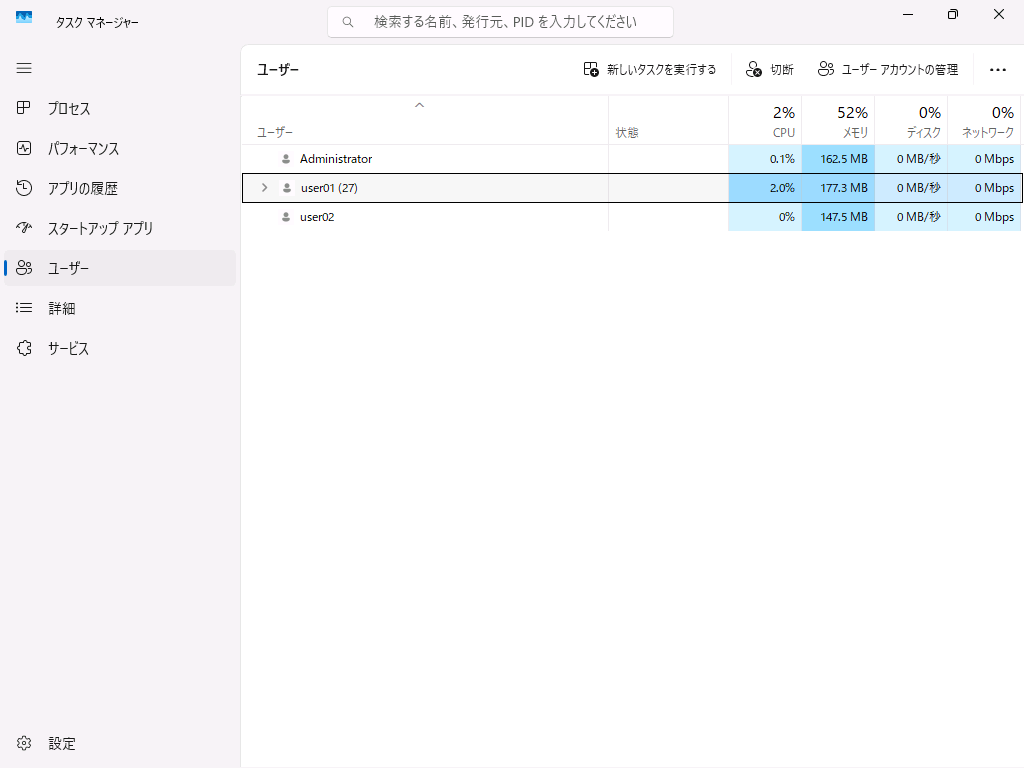 タスク マネージャー
検索する名前、発行元、PID を入力してください
プロセス
パフォーマンス
アプリの履歴
スタートアップ アプリ
ユーザー
詳細
サービス
設定
ユーザー
新しいタスクを実行する
切断
ユーザー アカウントの管理
2% 52% 0% 0%
ユーザー 状態 CPU メモリ ディスク ネットワーク
Administrator 0.1% 162.5 MB 0 MB/秒 0 Mbps
user01 (27) 2.0% 177.3 MB 0 MB/秒 0 Mbps
user02 0% 147.5 MB 0 MB/秒 0 Mbps